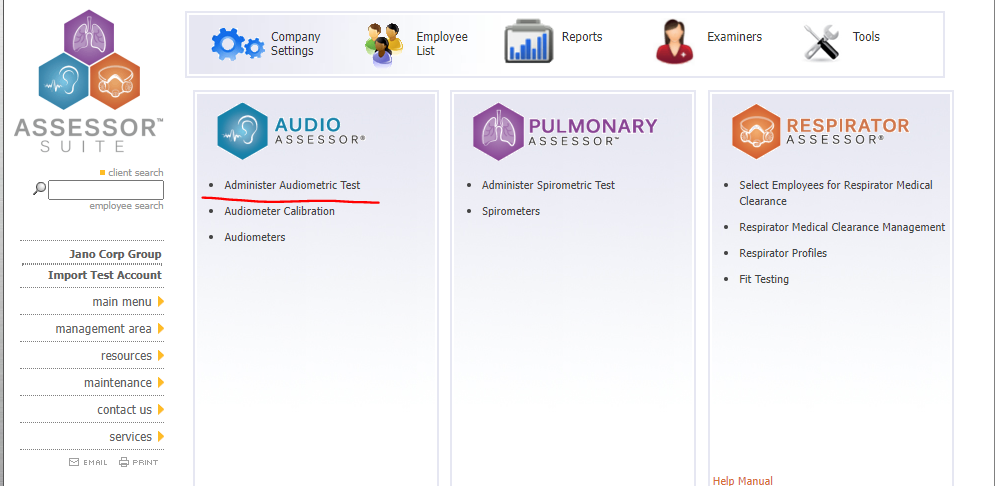 ASSESSOR™
SUITE
client search
employee search
Jano Corp Group
Import Test Account
main menu
management area
resources
maintenance
contact us
services
EMAIL PRINT
Company
Settings
Employee
List
Reports
Examiners
Tools
AUDIO
ASSESSOR®
• Administer Audiometric Test
• Audiometer Calibration
• Audiometers
PULMONARY
ASSESSOR™
• Administer Spirometric Test
• Spirometers
RESPIRATOR
ASSESSOR®
• Select Employees for Respirator Medical
Clearance
• Respirator Medical Clearance Management
• Respirator Profiles
• Fit Testing
Help Manual